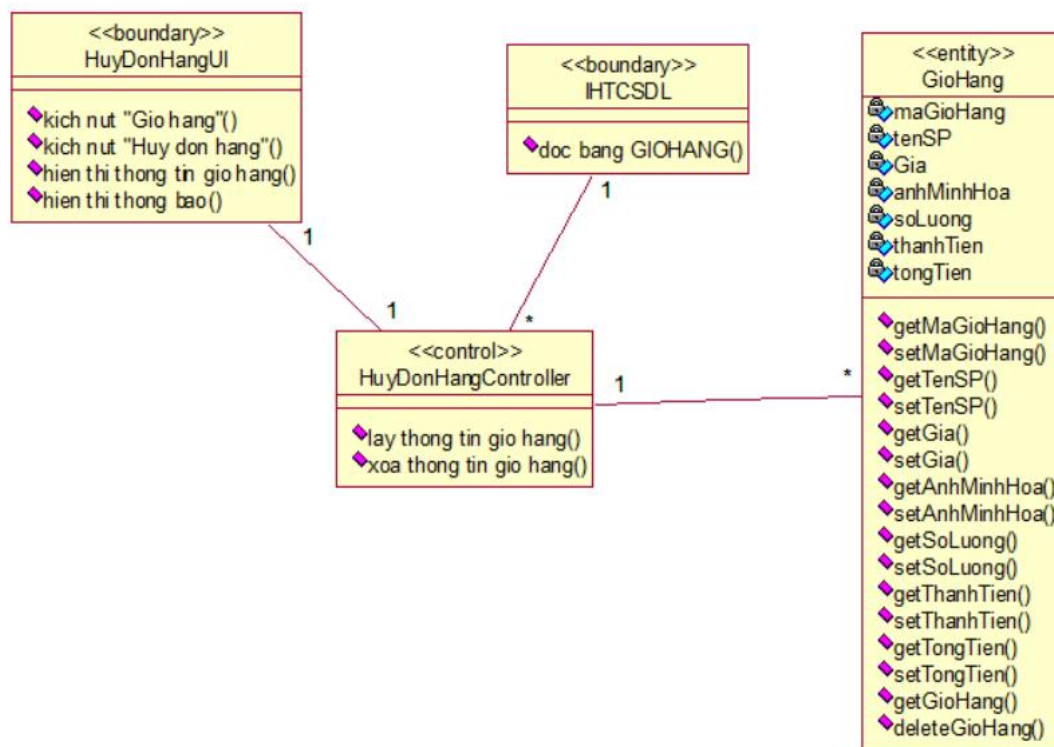 <<boundary>>
HuyDonHangUI
kich nut "Gio hang"()
kich nut "Huy don hang"()
hien thi thong tin gio hang()
hien thi thong bao()
<<boundary>>
IHTCSDL
doc bang GIOHANG()
<<entity>>
GioHang
maGioHang
tenSP
Gía
anhMinhHoa
soLuong
thanhTien
tongTien
getMaGioHang()
setMaGioHang()
getTenSP()
setTenSP()
getGia()
setGia()
getAnhMinhHoa()
setAnhMinhHoa()
getSoLuong()
setSoLuong()
getThanhTien()
setThanhTien()
getTongTien()
setTongTien()
getGioHang()
deleteGioHang()
1
1
1
*
<<control>>
HuyDonHangController
lay thong tin gio hang()
xoa thong tin gio hang()
1
*